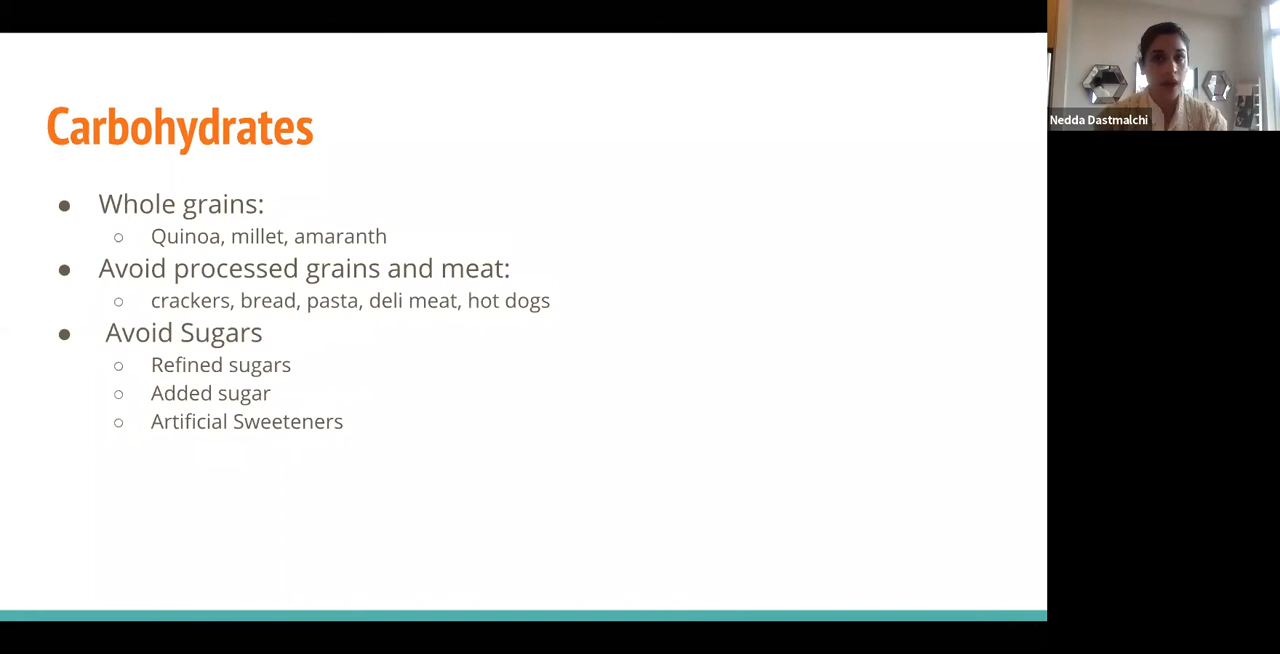 Carbohydrates
● Whole grains:
○ Quinoa, millet, amaranth
● Avoid processed grains and meat:
○ crackers, bread, pasta, deli meat, hot dogs
● Avoid Sugars
○ Refined sugars
○ Added sugar
○ Artificial Sweeteners
Nedda Dastmalchi